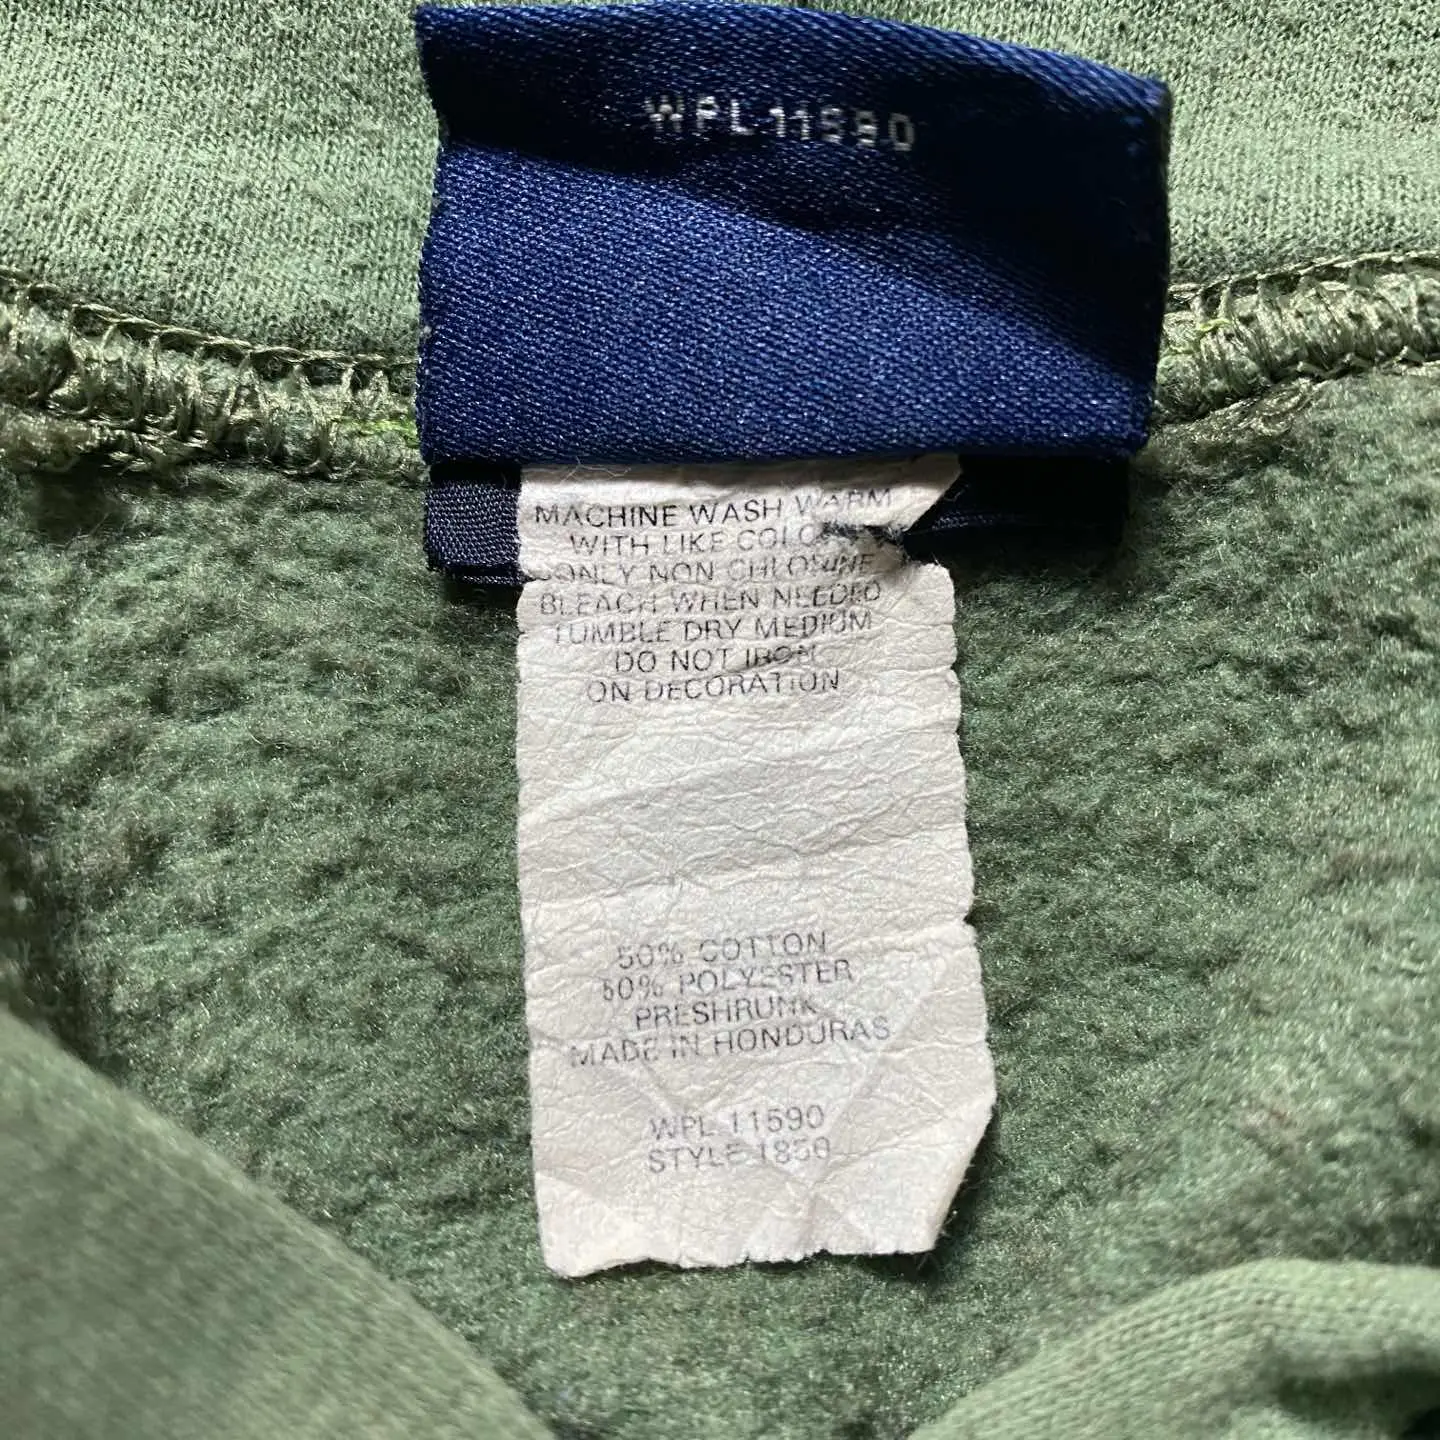 WPL 11590
MACHINE WASH WARM
WITH LIKE COLORS
ONLY NON CHLORINE
BLEACH WHEN NEEDED
TUMBLE DRY MEDIUM
DO NOT IRON
ON DECORATION
50% COTTON
50% POLYESTER
PRESHRUNK
MADE IN HONDURAS
WPL 11590
STYLE 1850